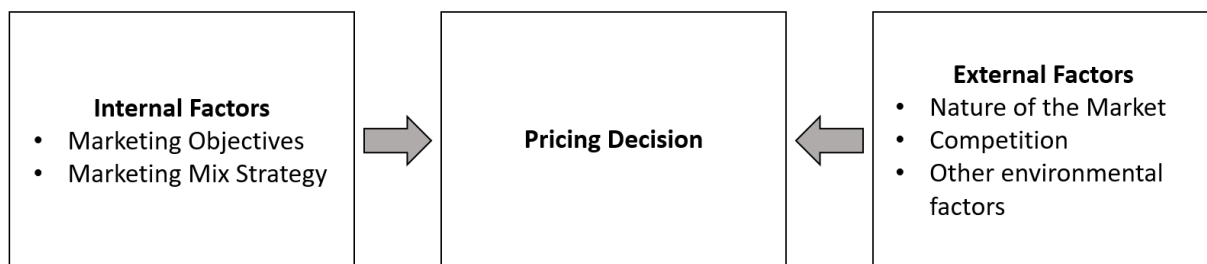 Internal Factors
• Marketing Objectives
• Marketing Mix Strategy
Pricing Decision
External Factors
• Nature of the Market
• Competition
• Other environmental
factors